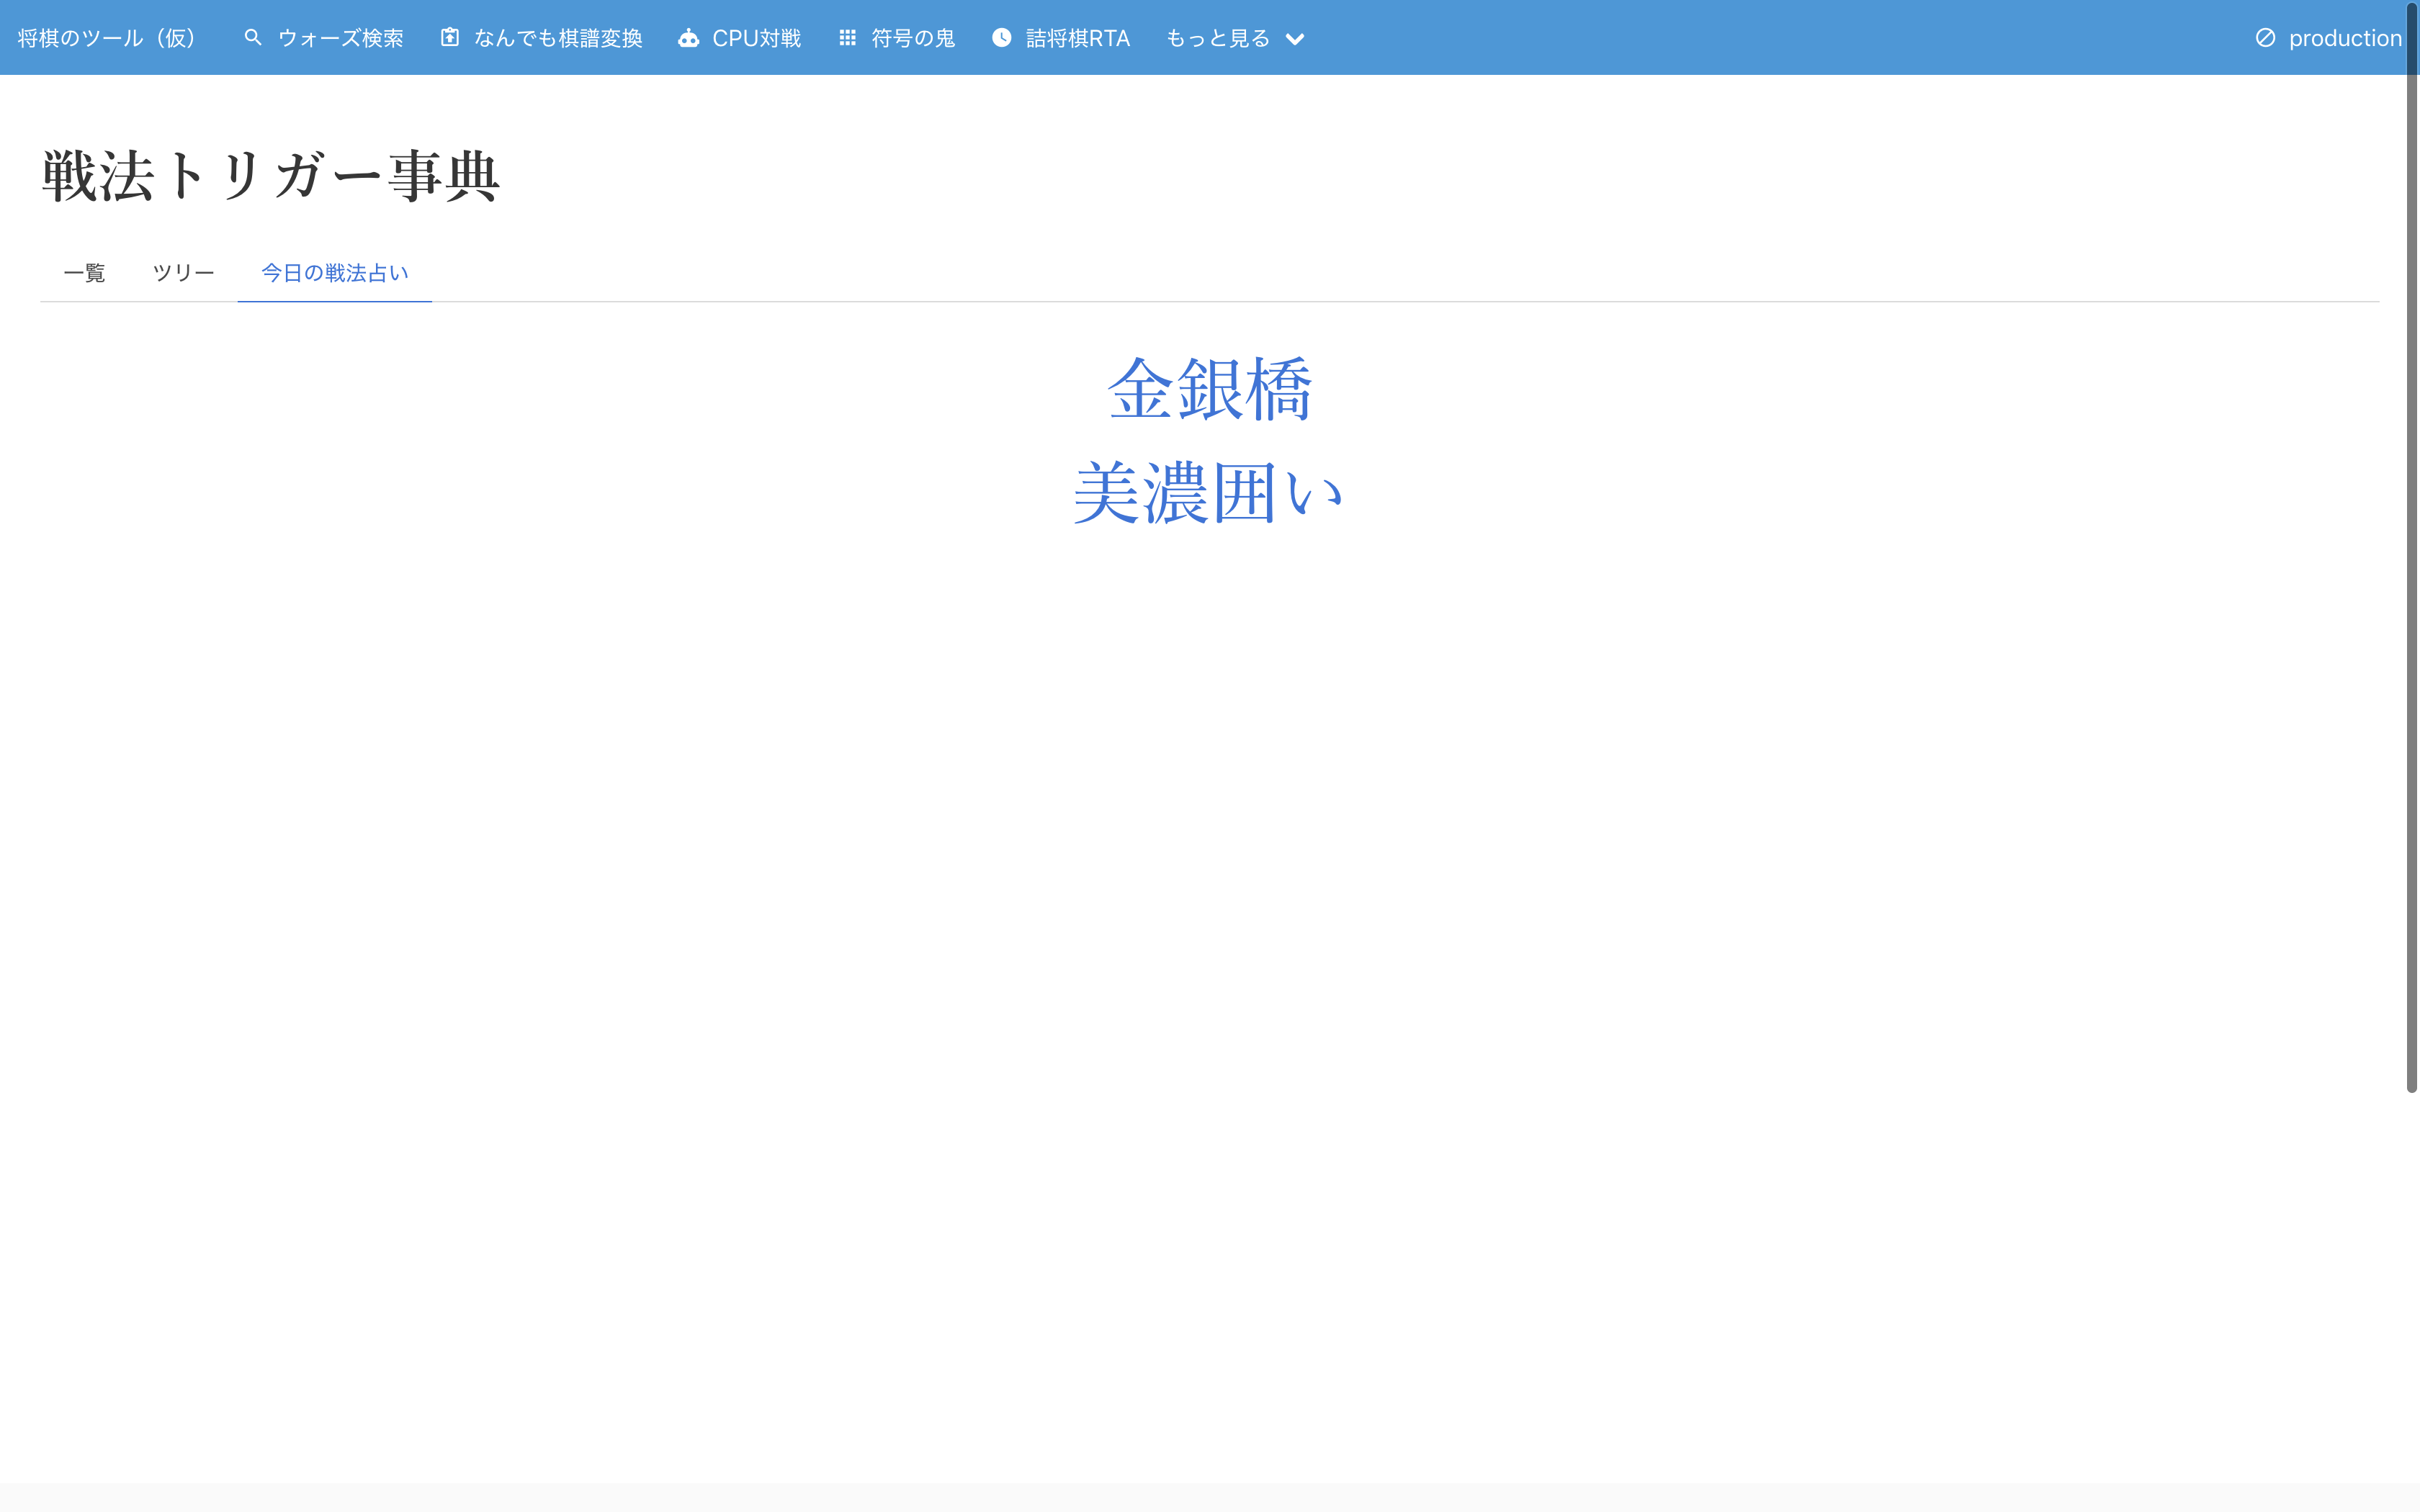 将棋のツール（仮） ウォーズ検索 なんでも棋譜変換 CPU対戦 符号の鬼 詰将棋RTA もっと見る production
戦法トリガー事典
一覧 ツリー 今日の戦法占い
金銀橋
美濃囲い